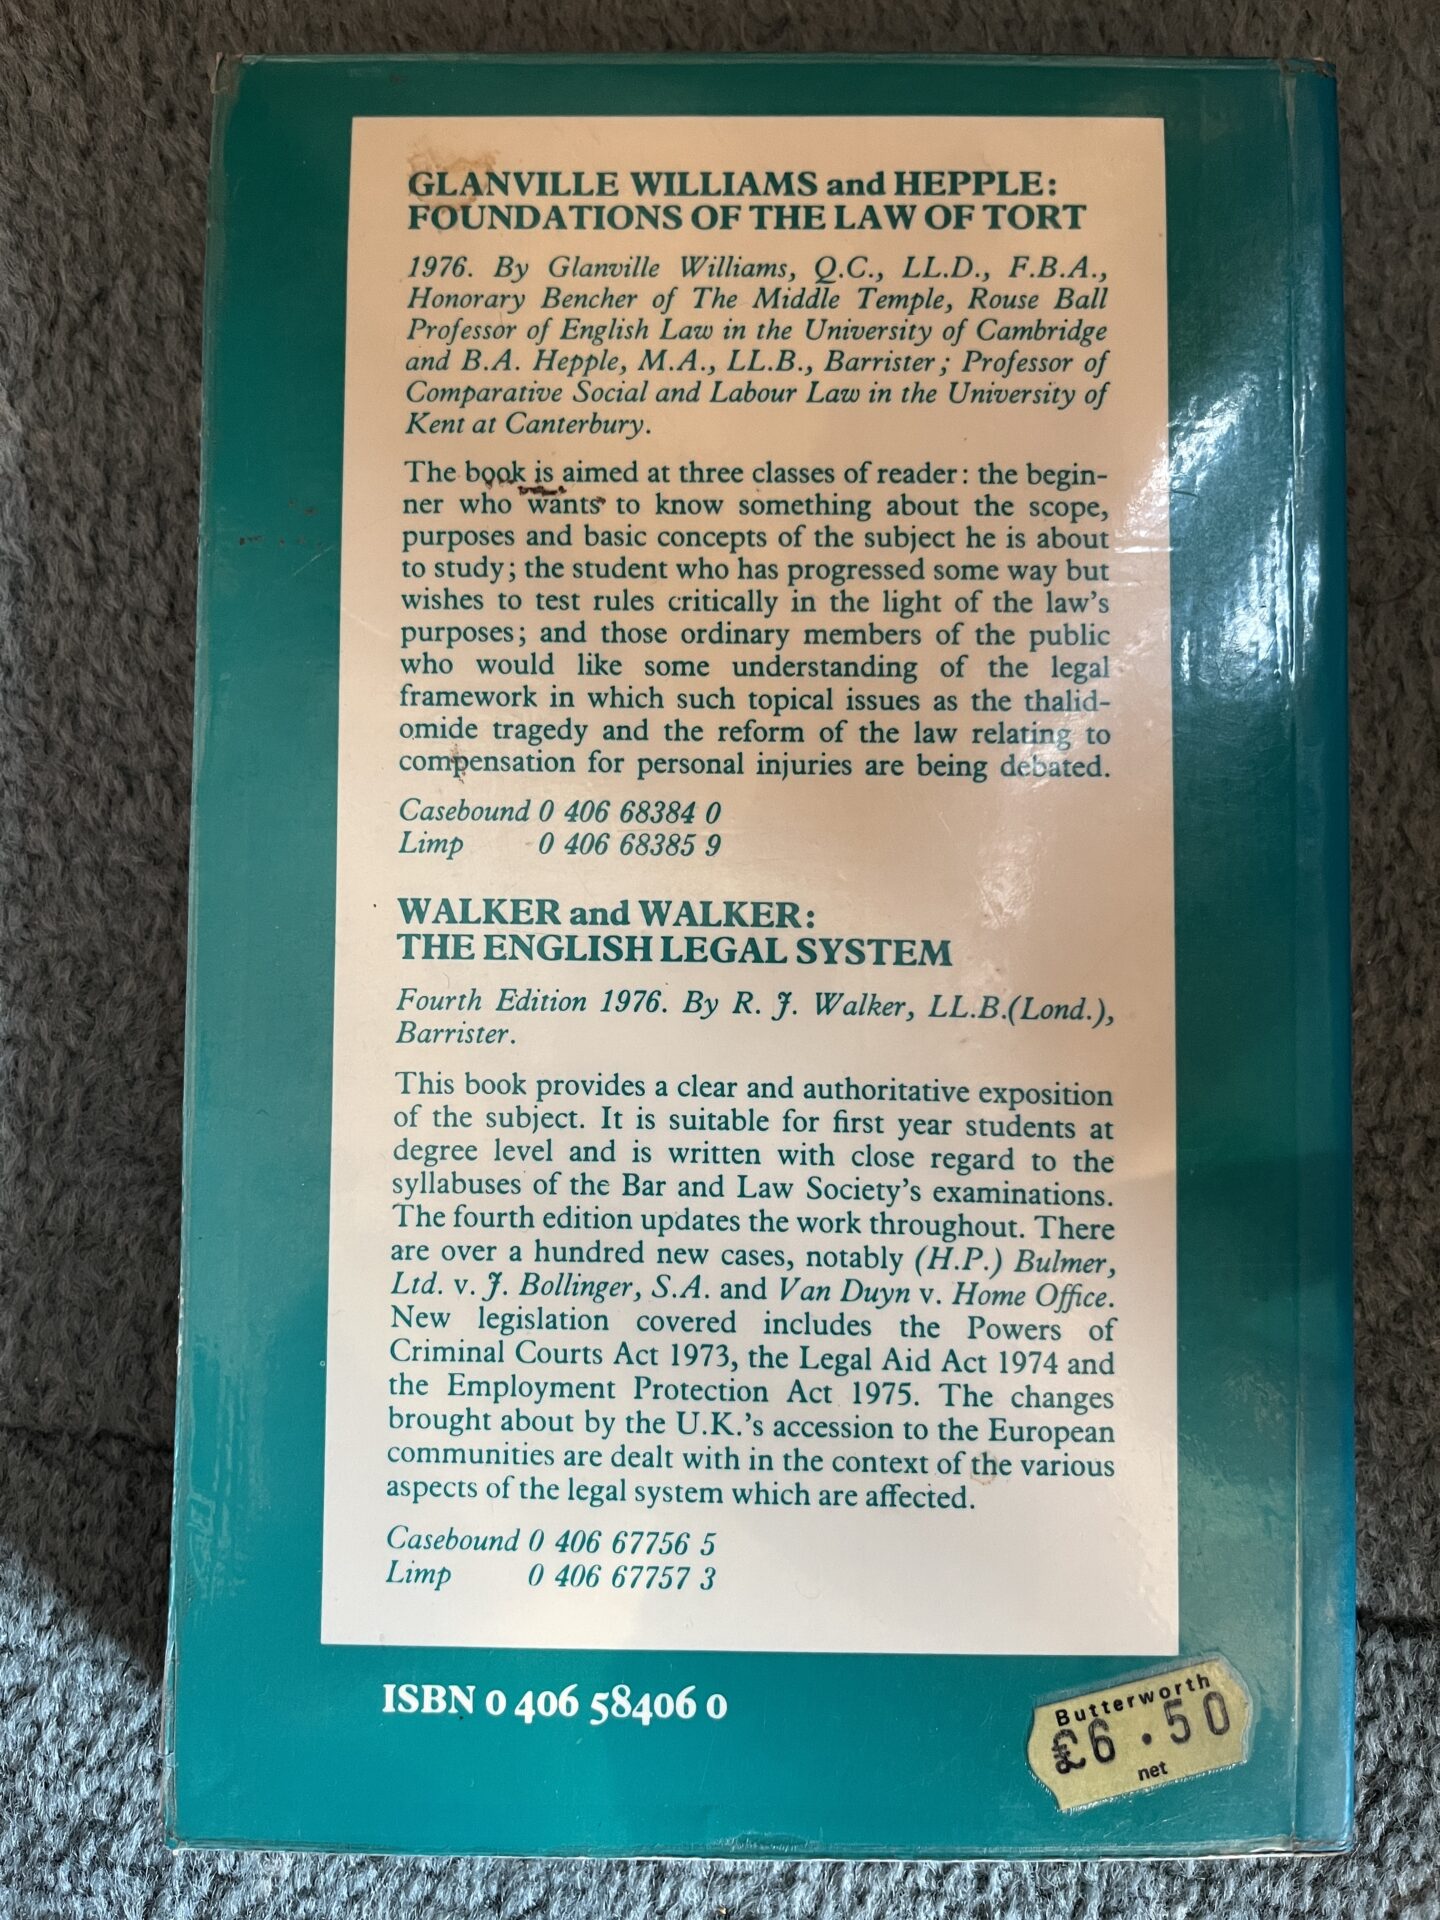 GLANVILLE WILLIAMS and HEPPLE:
FOUNDATIONS OF THE LAW OF TORT
1976. By Glanville Williams, Q.C., LL.D., F.B.A.,
Honorary Bencher of The Middle Temple, Rouse Ball
Professor of English Law in the University of Cambridge
and B.A. Hepple, M.A., LL.B., Barrister; Professor of
Comparative Social and Labour Law in the University of
Kent at Canterbury.
The book is aimed at three classes of reader: the begin-
ner who wants to know something about the scope,
purposes and basic concepts of the subject he is about
to study; the student who has progressed some way but
wishes to test rules critically in the light of the law's
purposes; and those ordinary members of the public
who would like some understanding of the legal
framework in which such topical issues as the thalid-
omide tragedy and the reform of the law relating to
compensation for personal injuries are being debated.
Casebound 0 406 68384 0
Limp 0 406 68385 9
WALKER and WALKER:
THE ENGLISH LEGAL SYSTEM
Fourth Edition 1976. By R. J. Walker, LL.B.(Lond.),
Barrister.
This book provides a clear and authoritative exposition
of the subject. It is suitable for first year students at
degree level and is written with close regard to the
syllabuses of the Bar and Law Society's examinations.
The fourth edition updates the work throughout. There
are over a hundred new cases, notably (H.P.) Bulmer,
Ltd. v. J. Bollinger, S.A. and Van Duyn v. Home Office.
New legislation covered includes the Powers of
Criminal Courts Act 1973, the Legal Aid Act 1974 and
the Employment Protection Act 1975. The changes
brought about by the U.K.'s accession to the European
communities are dealt with in the context of the various
aspects of the legal system which are affected.
Casebound 0 406 67756 5
Limp 0 406 67757 3
ISBN 0 406 58406 0
Butterworth
£6.50
net